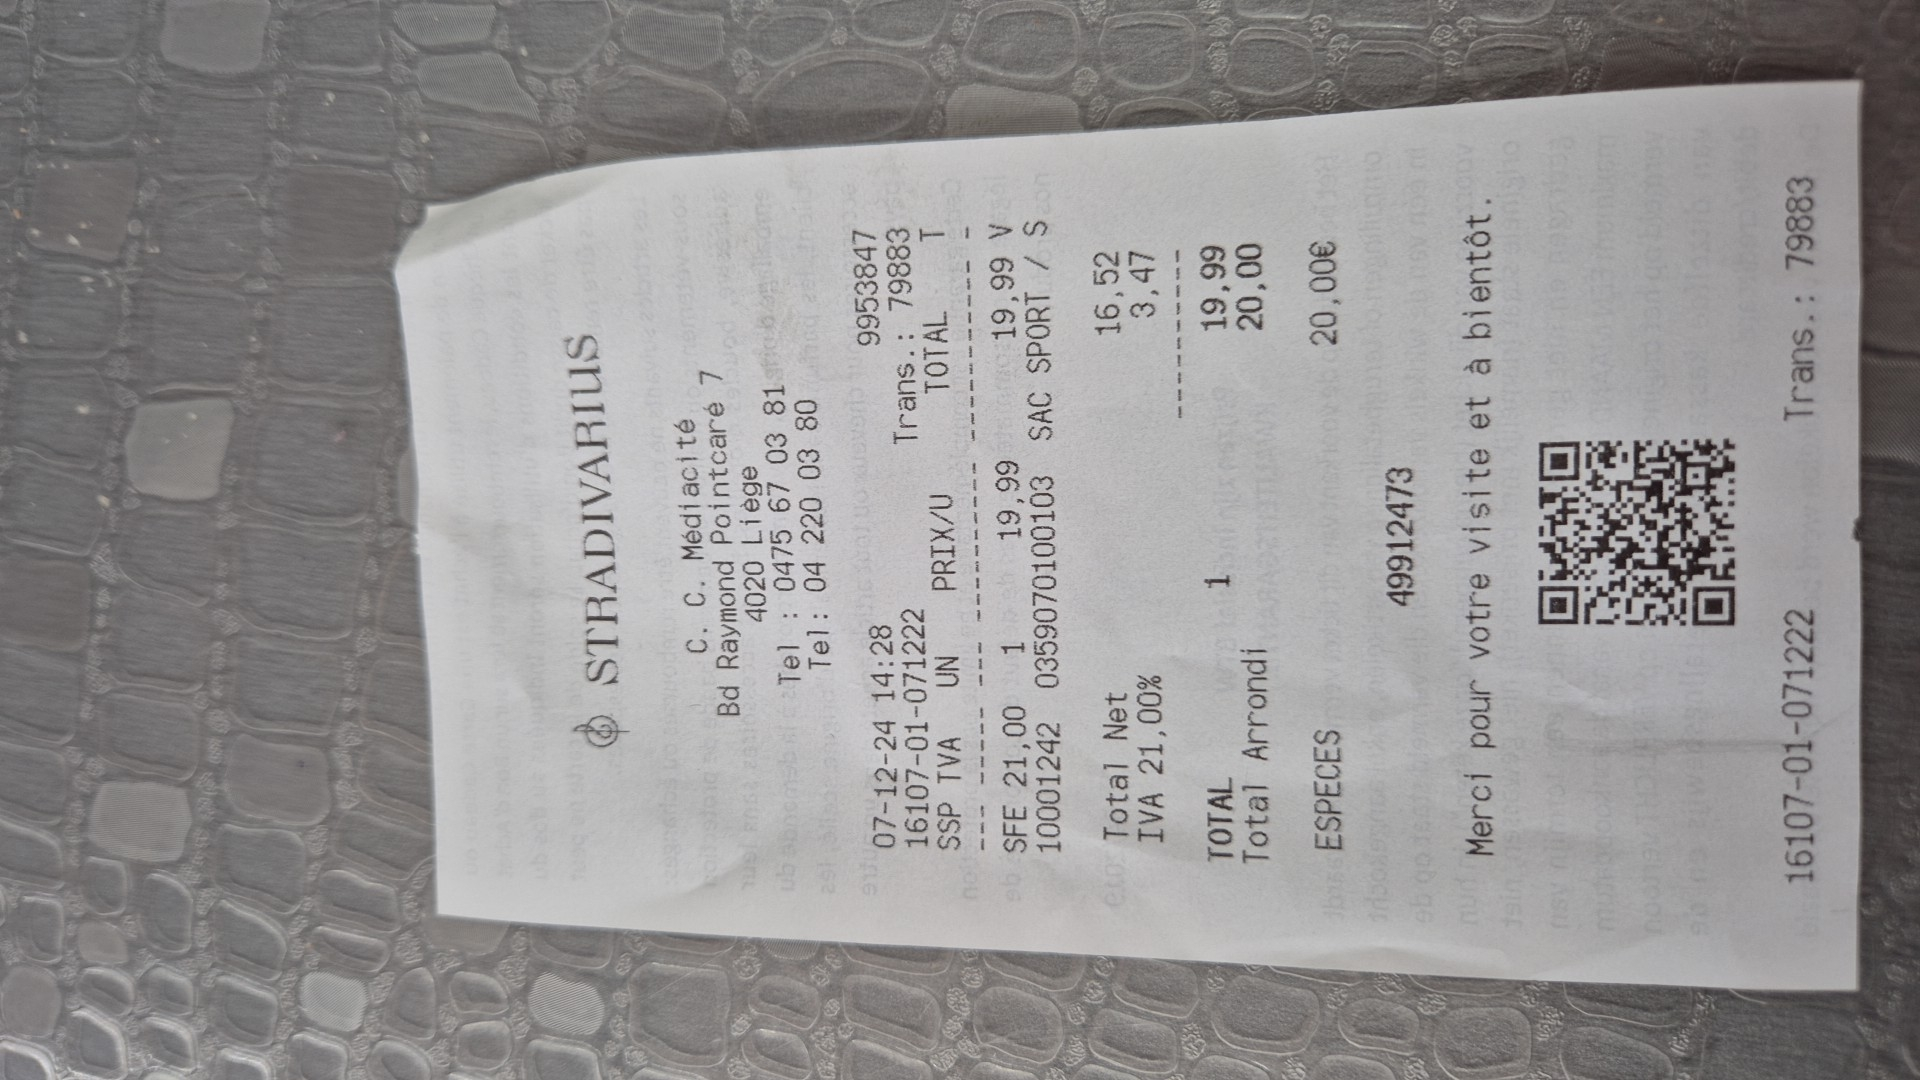 STRADIVARIUS
C. C. Médiacité
Bd Raymond Pointcaré 7
4020 Liège
Tel : 0475 67 03 81
Tel: 04 220 03 80
07-12-24 14:28 9953847
16107-01-071222 Trans.: 79883
SSP TVA UN PRIX/U TOTAL T
--- ------ --- ----------- ----------- -
SFE 21,00 1 19,99 19,99 V
10001242 0359070100103 SAC SPORT / S
Total Net 16,52
IVA 21,00% 3,47
----------
TOTAL 1 19,99
Total Arrondi 20,00
ESPECES 20,00€
49912473
Merci pour votre visite et à bientôt.
16107-01-071222 Trans.: 79883